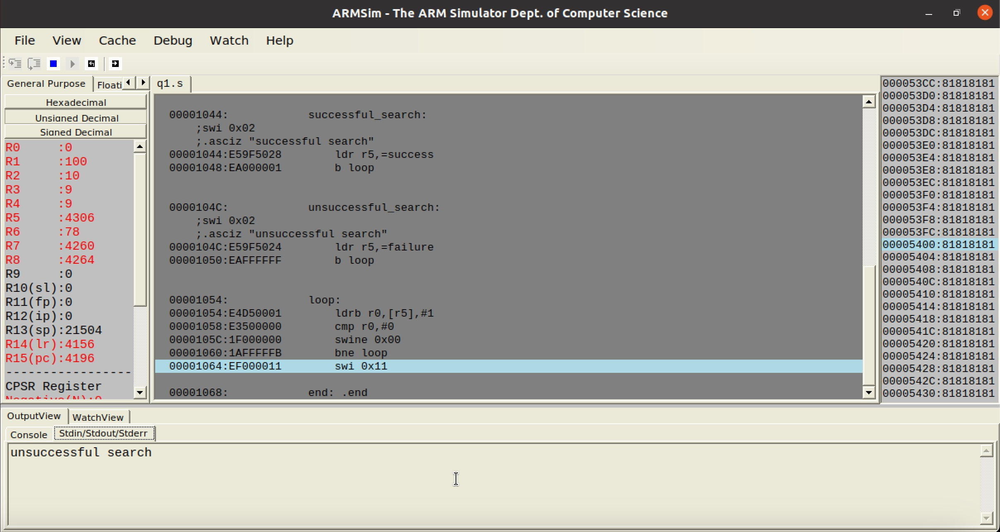 ARMSim - The ARM Simulator Dept. of Computer Science
File View Cache Debug Watch Help
General Purpose Floati
Hexadecimal
Unsigned Decimal
Signed Decimal
R0 :0
R1 :100
R2 :10
R3 :9
R4 :9
R5 :4306
R6 :78
R7 :4260
R8 :4264
R9 :0
R10(sl):0
R11(fp):0
R12(ip):0
R13(sp):21504
R14(lr):4156
R15(pc):4196
-----------------
CPSR Register
Negative(N):0
q1.s
00001044: successful_search:
;swi 0x02
;.asciz "successful search"
00001044:E59F5028 ldr r5,=success
00001048:EA000001 b loop
0000104C: unsuccessful_search:
;swi 0x02
;.asciz "unsuccessful search"
0000104C:E59F5024 ldr r5,=failure
00001050:EAFFFFFF b loop
00001054: loop:
00001054:E4D50001 ldrb r0,[r5],#1
00001058:E3500000 cmp r0,#0
0000105C:1F000000 swine 0x00
00001060:1AFFFFFB bne loop
00001064:EF000011 swi 0x11
00001068: end: .end
000053CC:81818181
000053D0:81818181
000053D4:81818181
000053D8:81818181
000053DC:81818181
000053E0:81818181
000053E4:81818181
000053E8:81818181
000053EC:81818181
000053F0:81818181
000053F4:81818181
000053F8:81818181
000053FC:81818181
00005400:81818181
00005404:81818181
00005408:81818181
0000540C:81818181
00005410:81818181
00005414:81818181
00005418:81818181
0000541C:81818181
00005420:81818181
00005424:81818181
00005428:81818181
0000542C:81818181
00005430:81818181
OutputView WatchView
Console Stdin/Stdout/Stderr
unsuccessful search